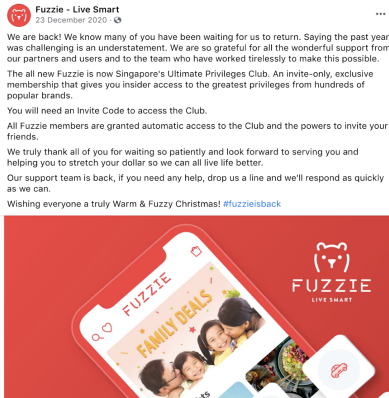 Fuzzie - Live Smart
23 December 2020 ·
We are back! We know many of you have been waiting for us to return. Saying the past year
was challenging is an understatement. We are so grateful for all the wonderful support from
our partners and users and to the team who have worked tirelessly to make this possible.
The all new Fuzzie is now Singapore's Ultimate Privileges Club. An invite-only, exclusive
membership that gives you insider access to the greatest privileges from hundreds of
popular brands.
You will need an Invite Code to access the Club.
All Fuzzie members are granted automatic access to the Club and the powers to invite your
friends.
We truly thank all of you for waiting so patiently and look forward to serving you and
helping you to stretch your dollar so we can all live life better.
Our support team is back, if you need any help, drop us a line and we'll respond as quickly
as we can.
Wishing everyone a truly Warm & Fuzzy Christmas! #fuzzieisback
FUZZIE
FAMILY DEALS
FUZZIE
LIVE SMART